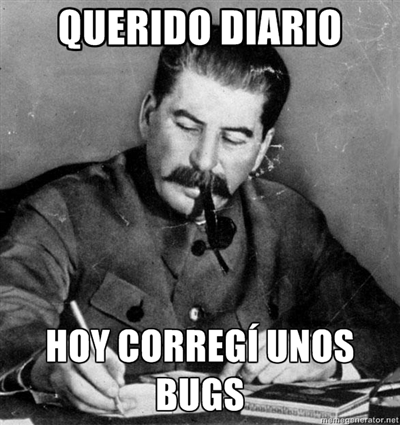 QUERIDO DIARIO
HOY CORREGÍ UNOS
BUGS
memegenerator.net